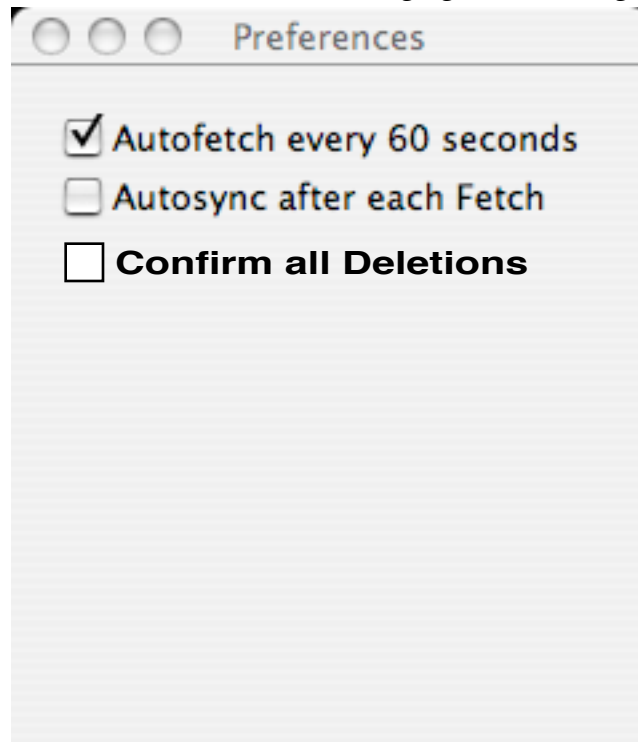 Preferences
Autofetch every 60 seconds
Autosync after each Fetch
Confirm all Deletions